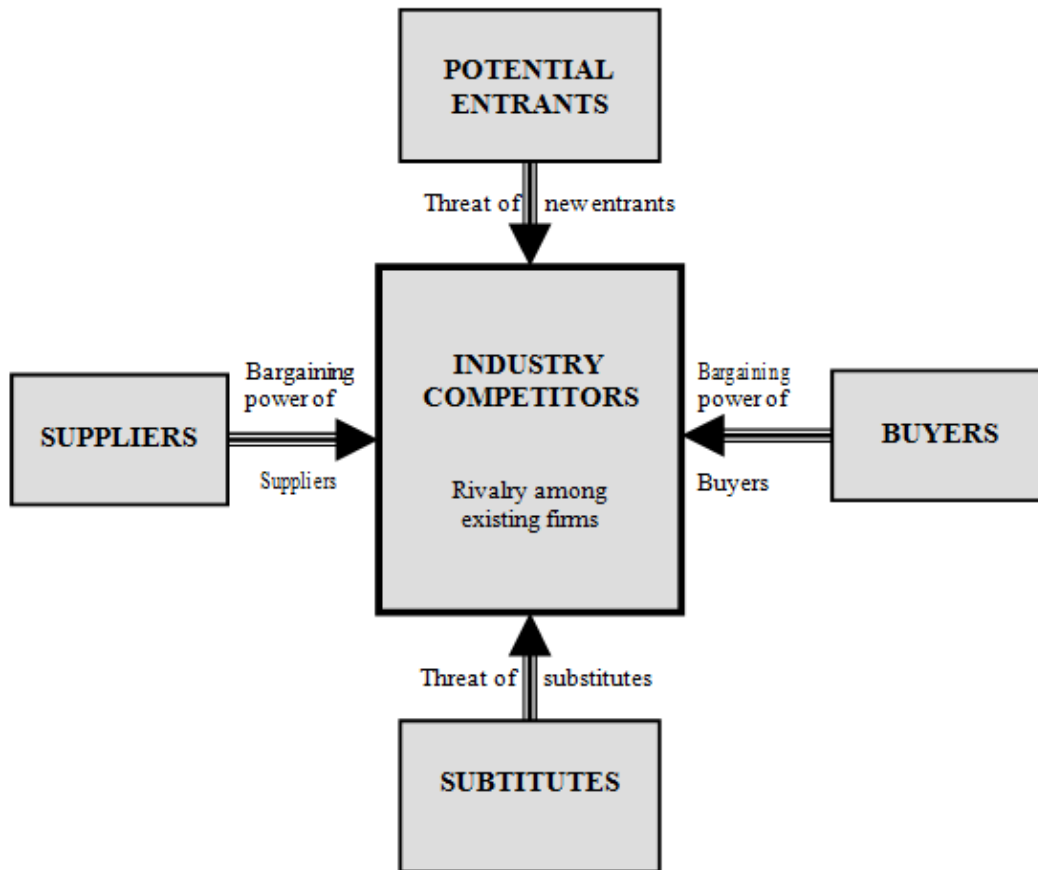 POTENTIAL
ENTRANTS
Threat of new entrants
INDUSTRY
COMPETITORS
Rivalry among
existing firms
Bargaining
power of
Suppliers
SUPPLIERS
Bargaining
power of
Buyers
BUYERS
Threat of substitutes
SUBTITUTES